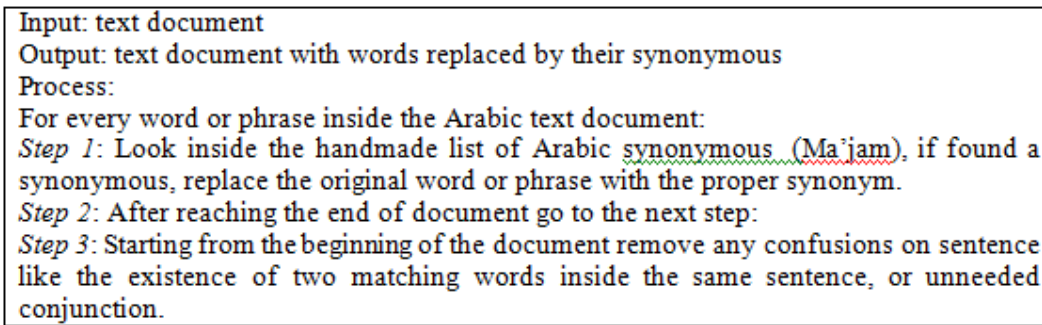 Input: text document
Output: text document with words replaced by their synonymous
Process:
For every word or phrase inside the Arabic text document:
Step 1: Look inside the handmade list of Arabic synonymous (Ma’jam), if found a
synonymous, replace the original word or phrase with the proper synonym.
Step 2: After reaching the end of document go to the next step:
Step 3: Starting from the beginning of the document remove any confusions on sentence
like the existence of two matching words inside the same sentence, or unneeded
conjunction.